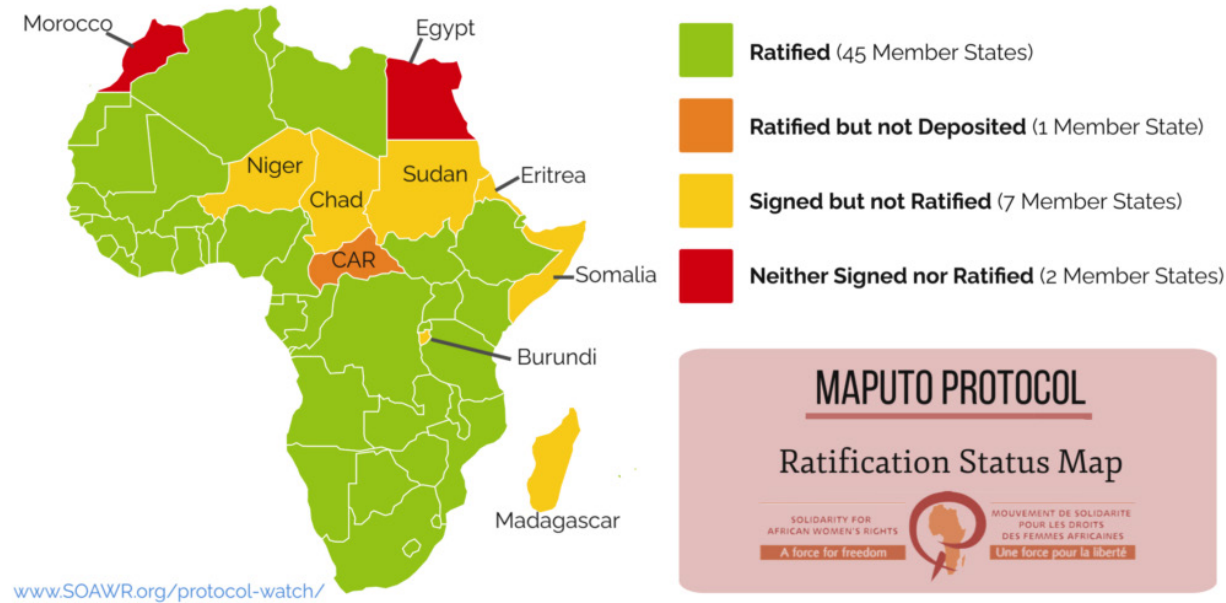 Morocco
Egypt
Niger
Chad
Sudan
Eritrea
CAR
Somalia
Burundi
Madagascar
www.SOAWR.org/protocol-watch/
Ratified (45 Member States)
Ratified but not Deposited (1 Member State)
Signed but not Ratified (7 Member States)
Neither Signed nor Ratified (2 Member States)
MAPUTO PROTOCOL
Ratification Status Map
SOLIDARITY FOR
AFRICAN WOMEN'S RIGHTS
A force for freedom
MOUVEMENT DE SOLIDARITE
POUR LES DROITS
DES FEMMES AFRICAINES
Une force pour la liberté